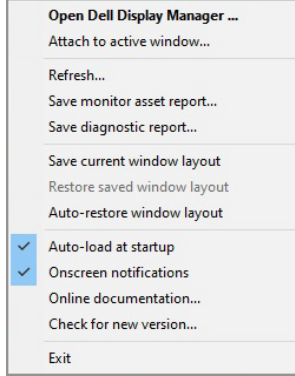 Open Dell Display Manager ...
Attach to active window...
Refresh...
Save monitor asset report...
Save diagnostic report...
Save current window layout
Restore saved window layout
Auto-restore window layout
Auto-load at startup
Onscreen notifications
Online documentation...
Check for new version...
Exit